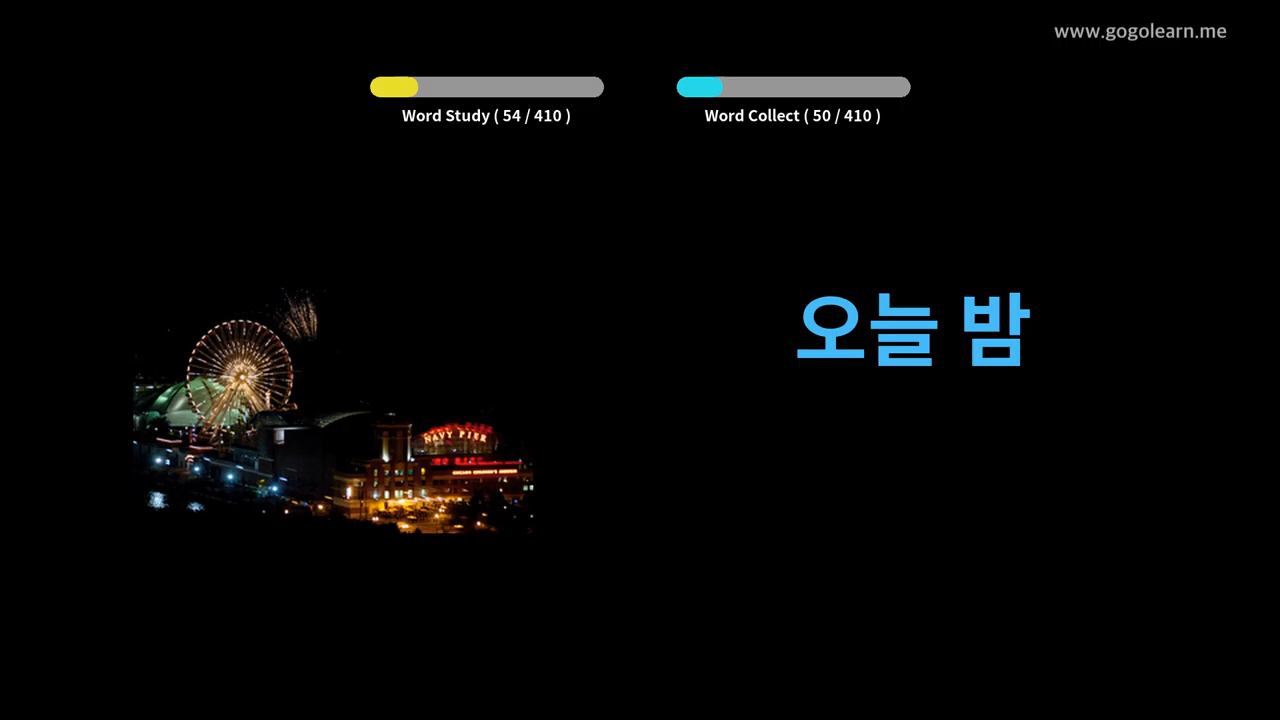 www.gogolearn.me
Word Study ( 54 / 410 )
Word Collect ( 50 / 410 )
오늘 밤
NAVY PIER